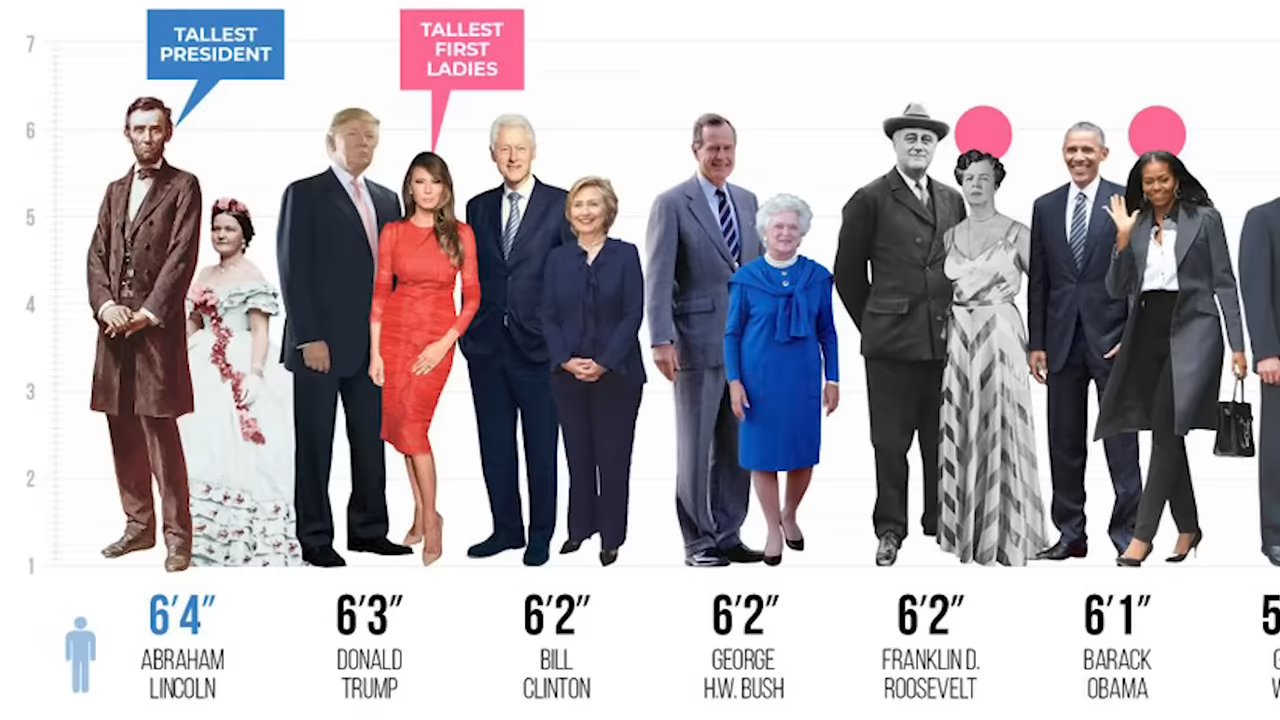 TALLEST
PRESIDENT
TALLEST
FIRST
LADIES
7
6
5
4
3
2
1
6'4"
6'3"
6'2"
6'2"
6'2"
6'1"
5
ABRAHAM
LINCOLN
DONALD
TRUMP
BILL
CLINTON
GEORGE
H.W. BUSH
FRANKLIN D.
ROOSEVELT
BARACK
OBAMA
G
W